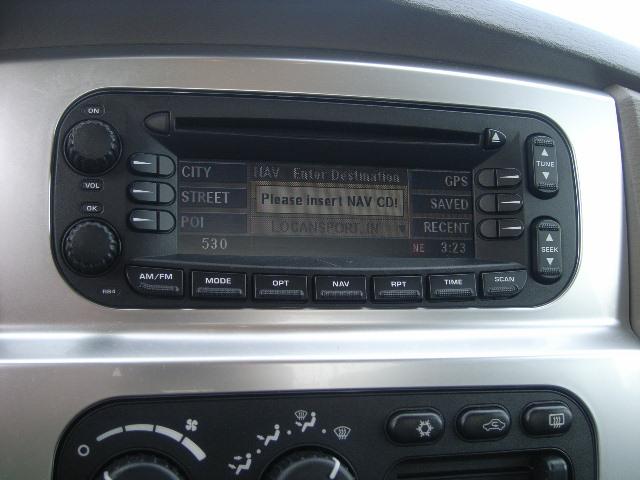 ON
VOL
OK
RB4
CITY
STREET
POI
NAV Enter Destination
Please insert NAV CD!
LOGANSPORT,IN
GPS
SAVED
RECENT
530
NE 3:23
TUNE
SEEK
AM/FM MODE OPT NAV RPT TIME SCAN